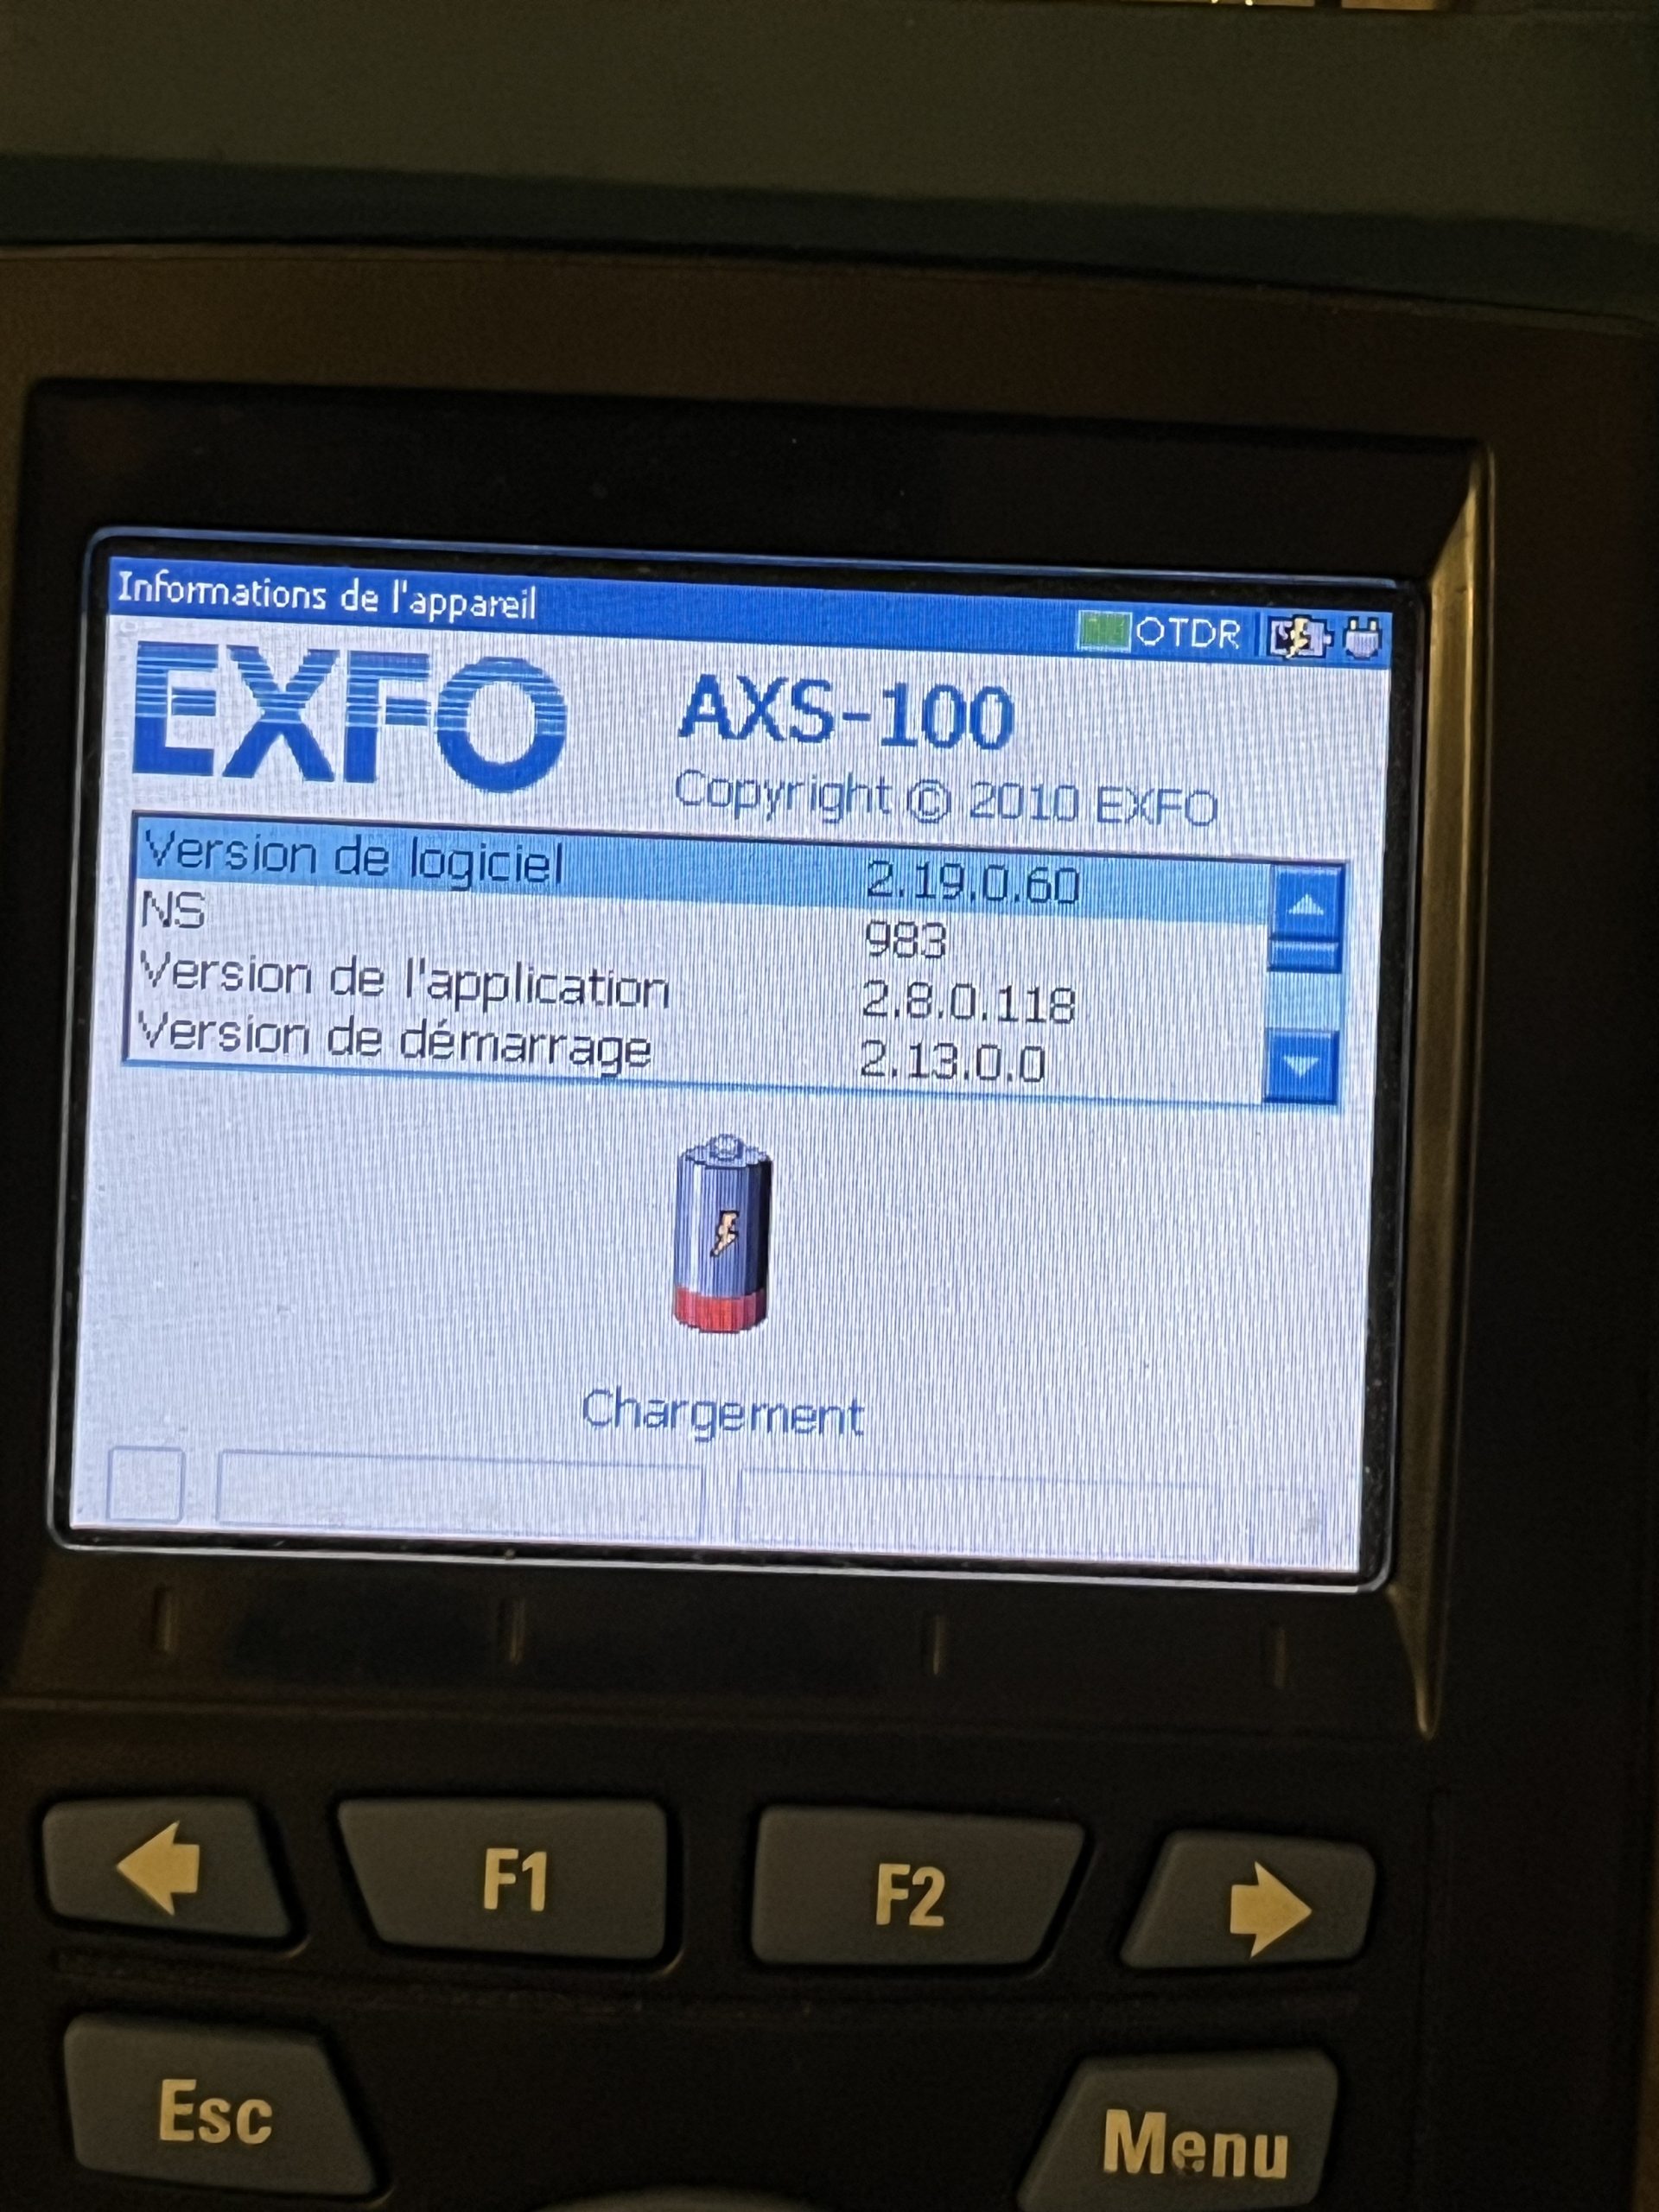 Informations de l'appareil OTDR
EXFO AXS-100
Copyright © 2010 EXFO
Version de logiciel 2.19.0.60
NS 983
Version de l'application 2.8.0.118
Version de démarrage 2.13.0.0
Chargement
F1 F2
Esc Menu